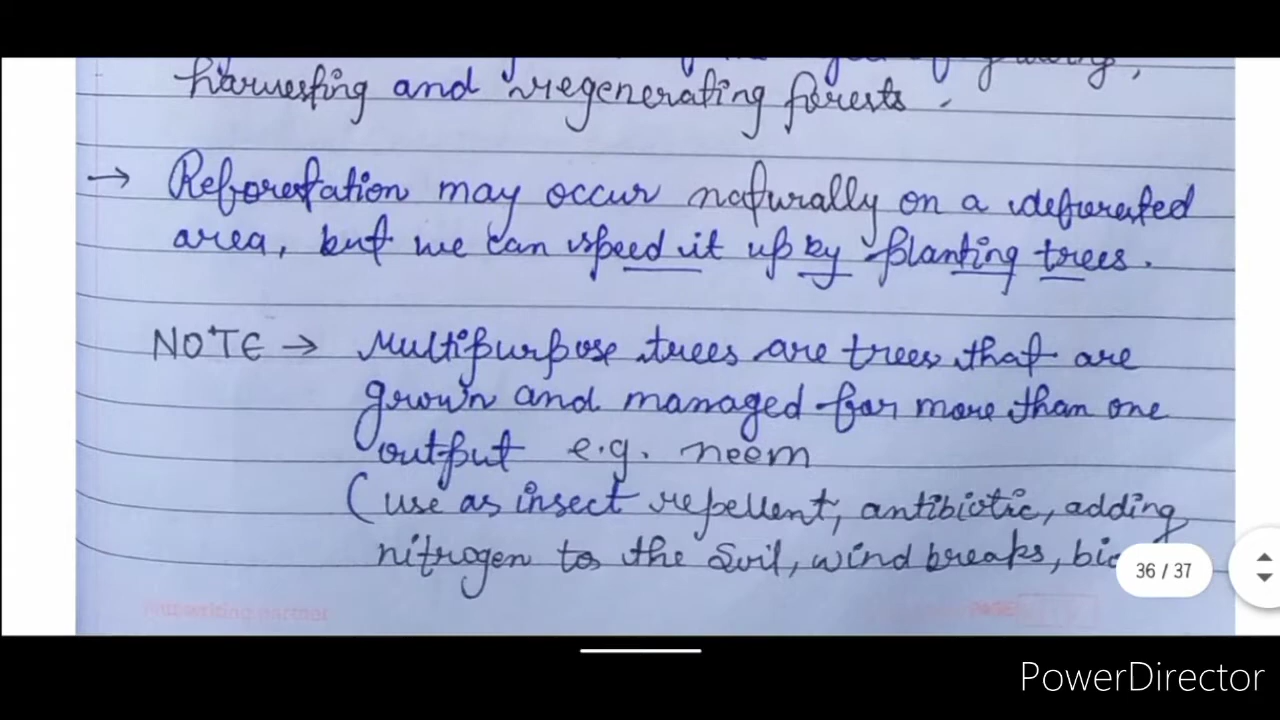 harvesting and regenerating forests.
→ Reforestation may occur naturally on a deforested
area, but we can speed it up by planting trees.
NOTE → Multipurpose trees are trees that are
grown and managed for more than one
output e.g. neem
(use as insect repellent, antibiotic, adding
nitrogen to the soil, wind breaks,
36 / 37
PowerDirector